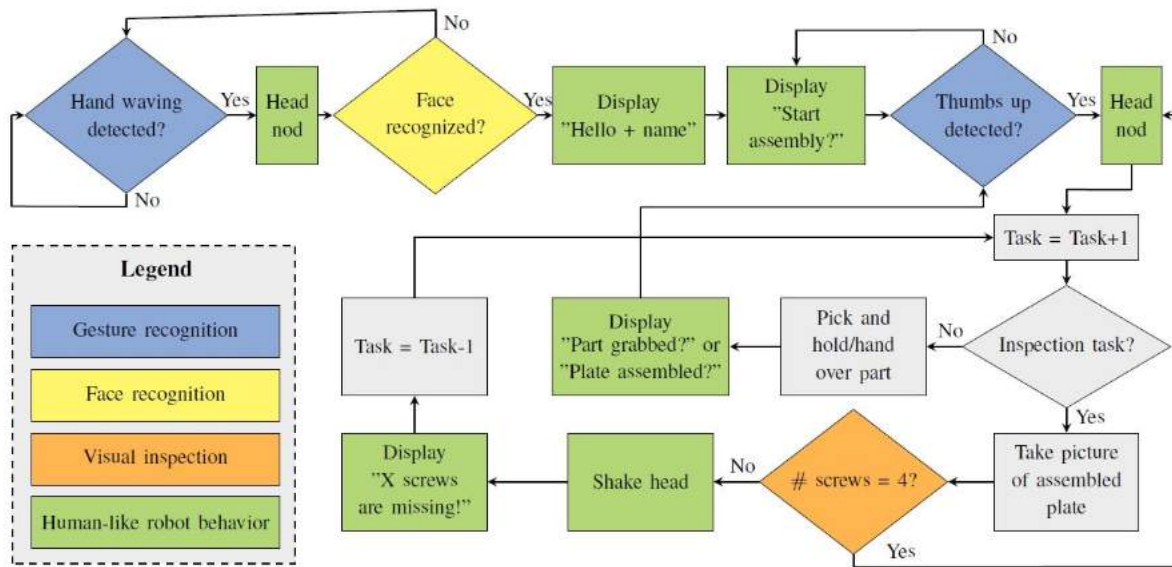 No
No
Hand waving
detected?
Yes
Head
nod
Face
recognized?
Yes
Display
"Hello + name"
Display
"Start
assembly?"
Thumbs up
detected?
Yes
Head
nod
No
Task = Task+1
Legend
Gesture recognition
Face recognition
Visual inspection
Human-like robot behavior
Task = Task-1
Display
"Part grabbed?" or
"Plate assembled?"
Pick and
hold/hand
over part
No
Inspection task?
Yes
Display
"X screws
are missing!"
Shake head
No
# screws = 4?
Take picture
of assembled
plate
Yes